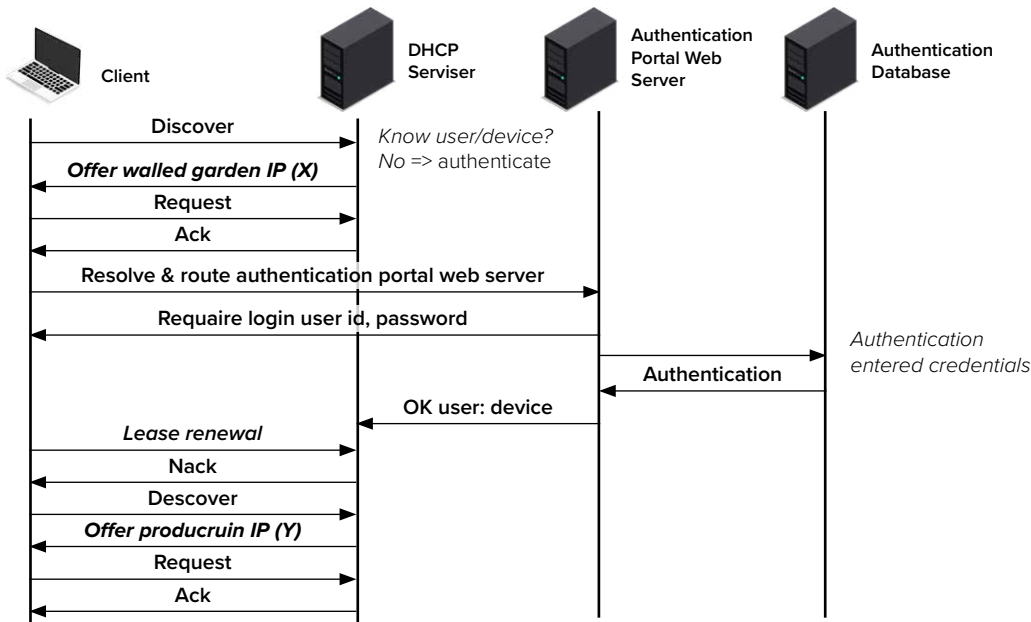 Client
DHCP
Serviser
Authentication
Portal Web
Server
Authentication
Database
Discover
Know user/device?
No => authenticate
Offer walled garden IP (X)
Request
Ack
Resolve & route authentication portal web server
Requaire login user id, password
Authentication
entered credentials
Authentication
OK user: device
Lease renewal
Nack
Descover
Offer producruin IP (Y)
Request
Ack